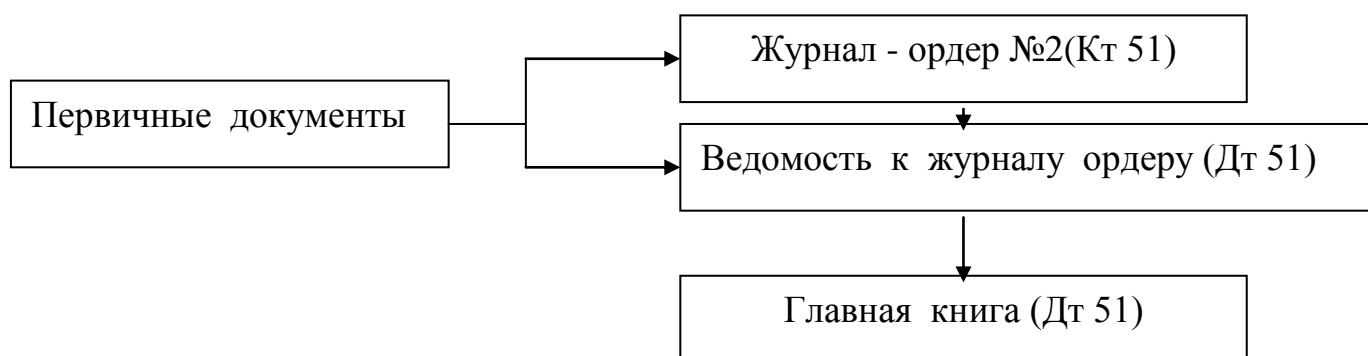 Журнал - ордер №2(Кт 51)
Первичные документы
Ведомость к журналу ордеру (Дт 51)
Главная книга (Дт 51)